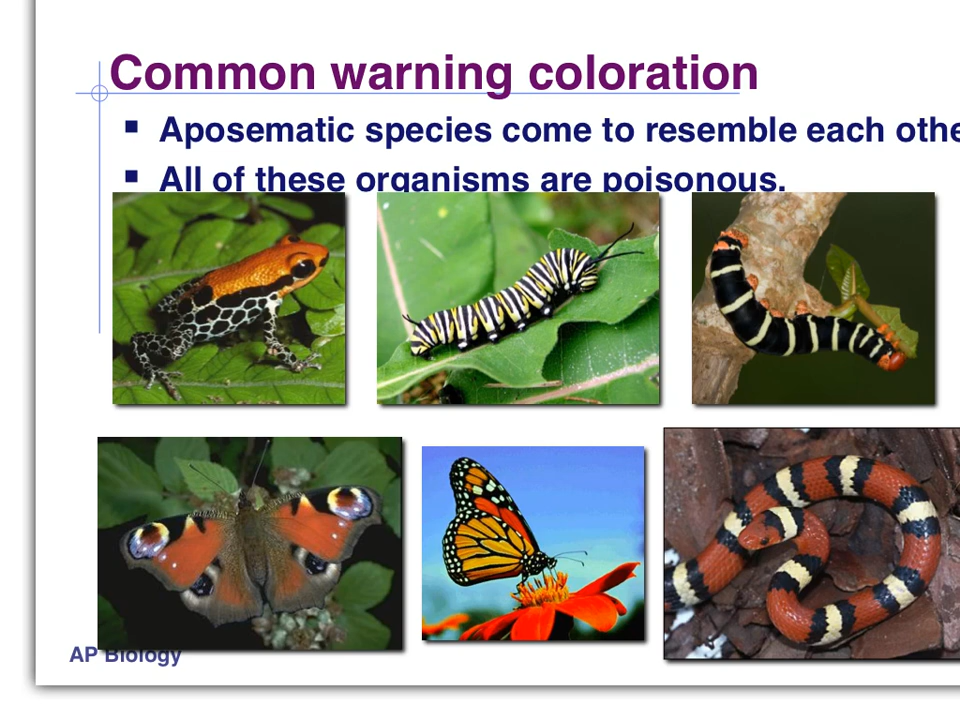 Common warning coloration
Aposematic species come to resemble each othe
All of these organisms are poisonous.
AP Biology